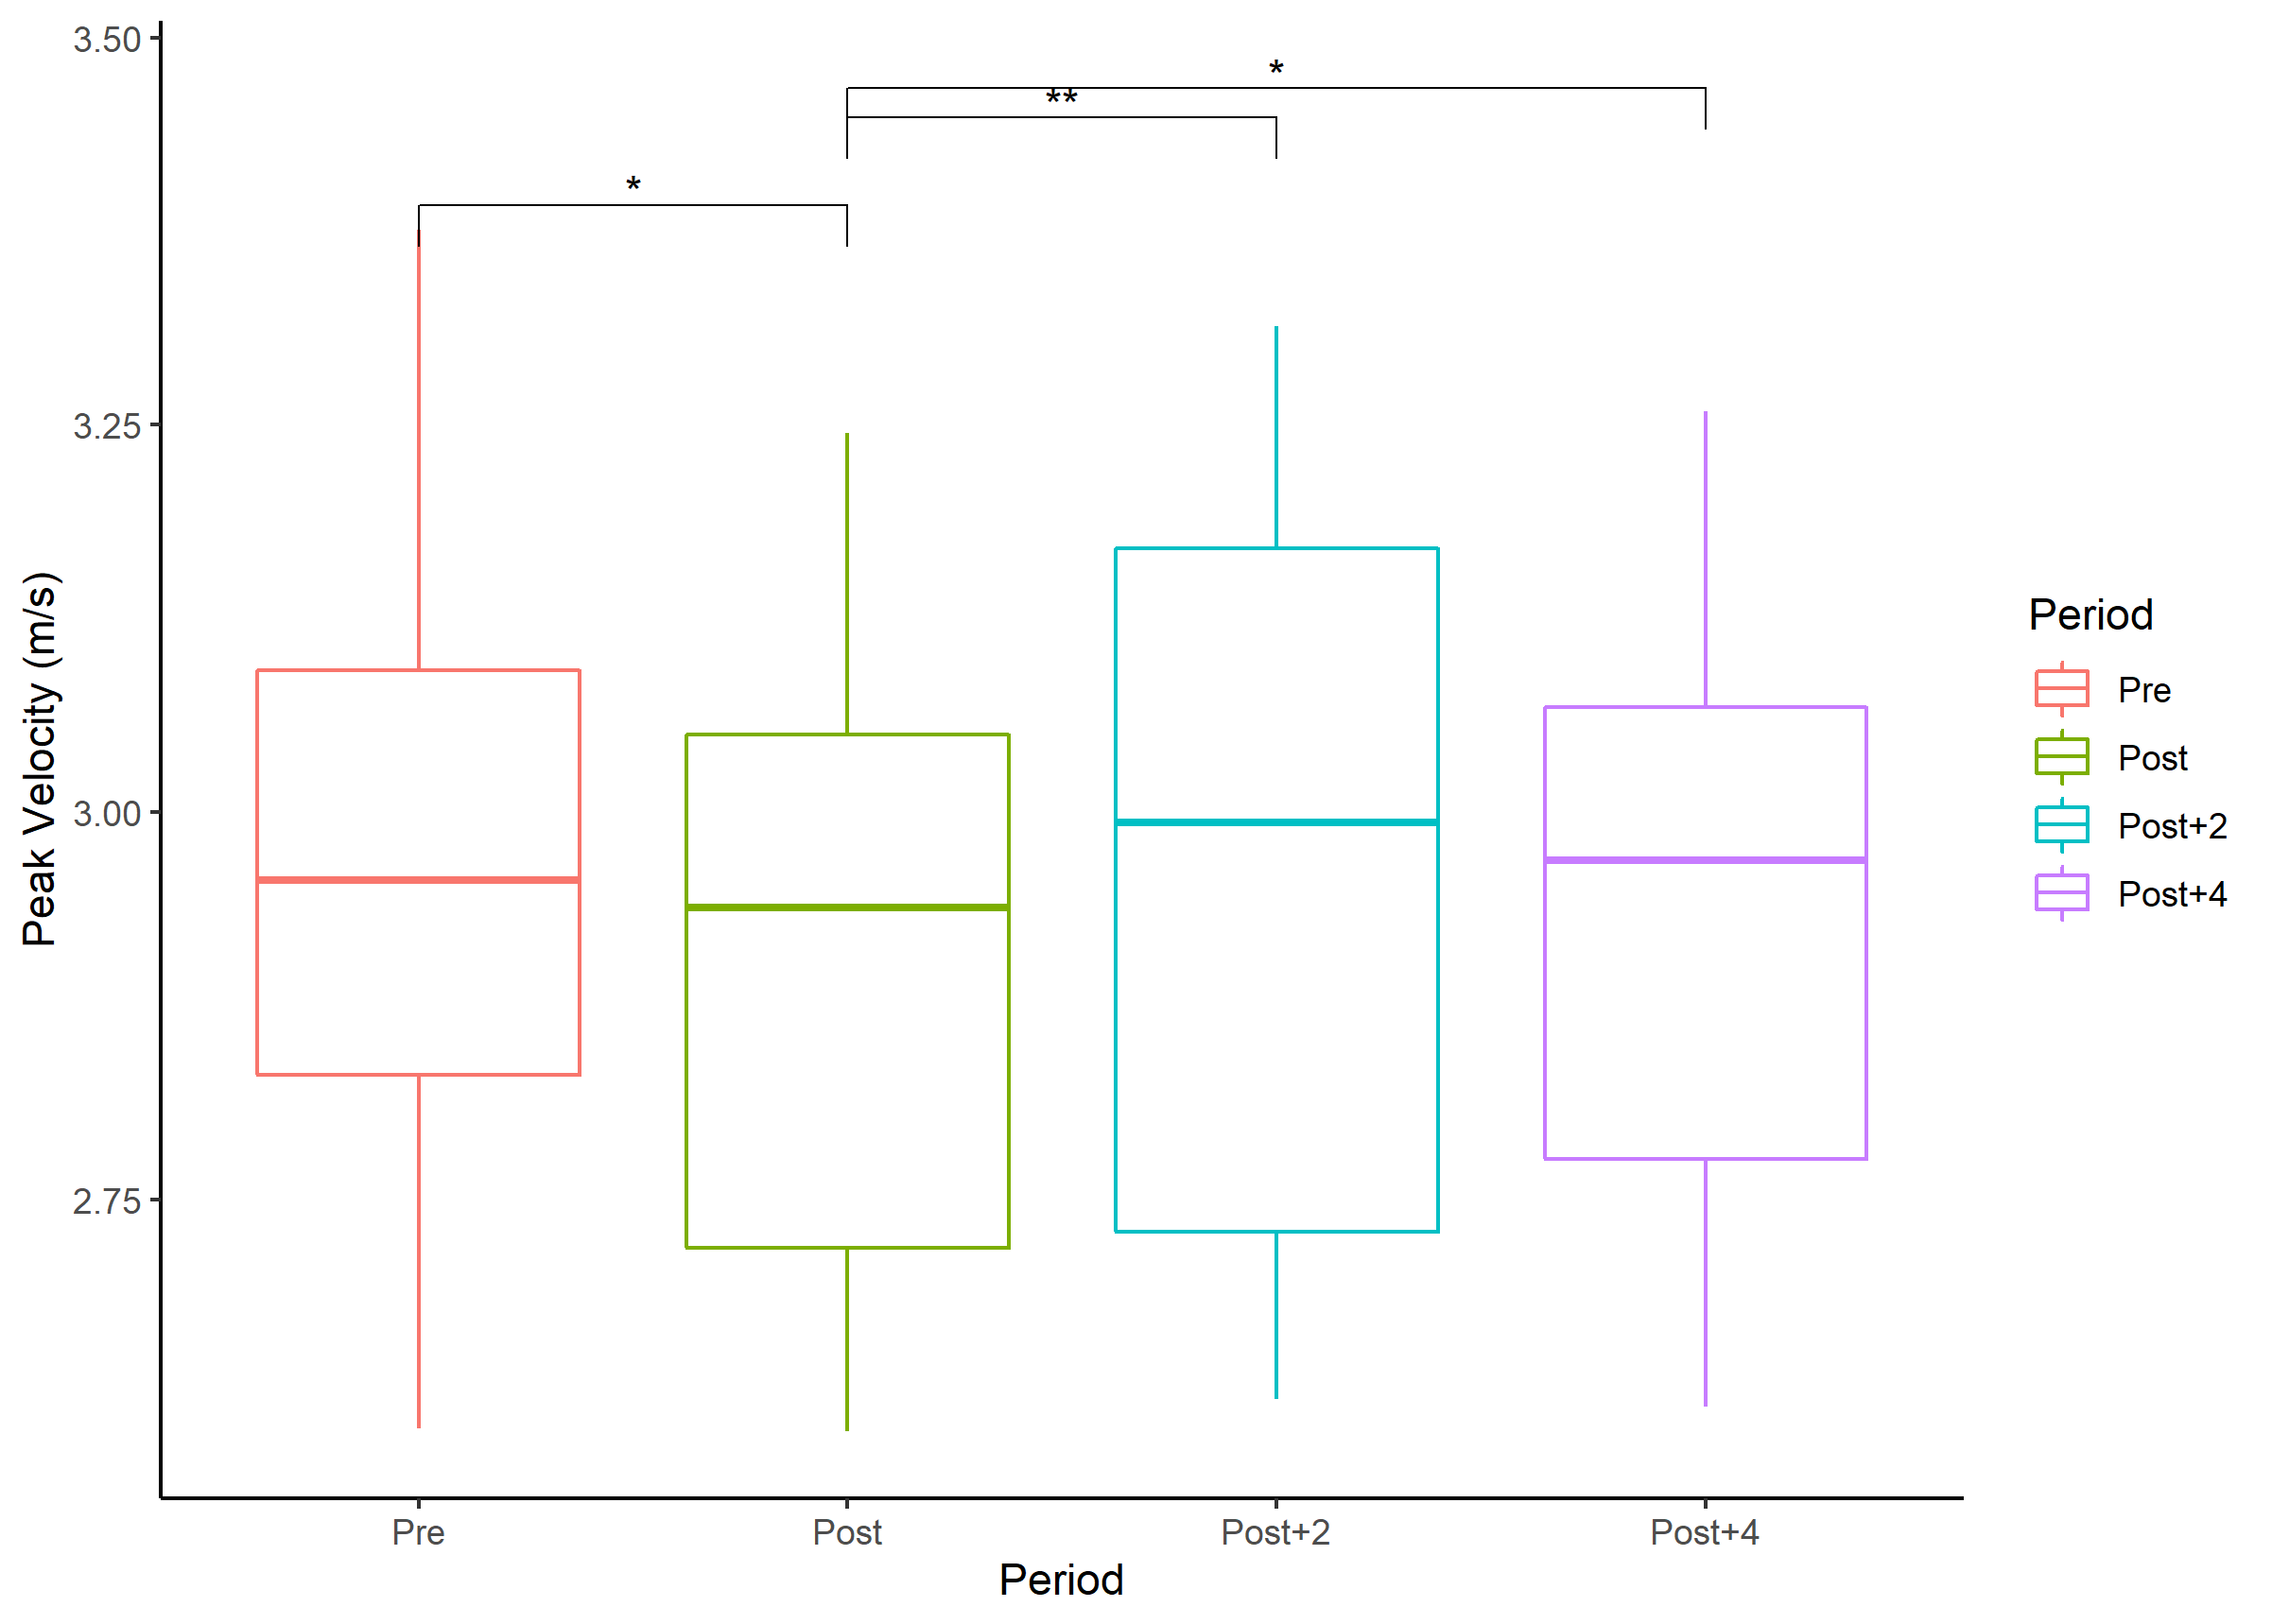 3.50
3.25
3.00
2.75
Peak Velocity (m/s)
*
**
*
Pre
Post
Post+2
Post+4
Period
Period
Pre
Post
Post+2
Post+4